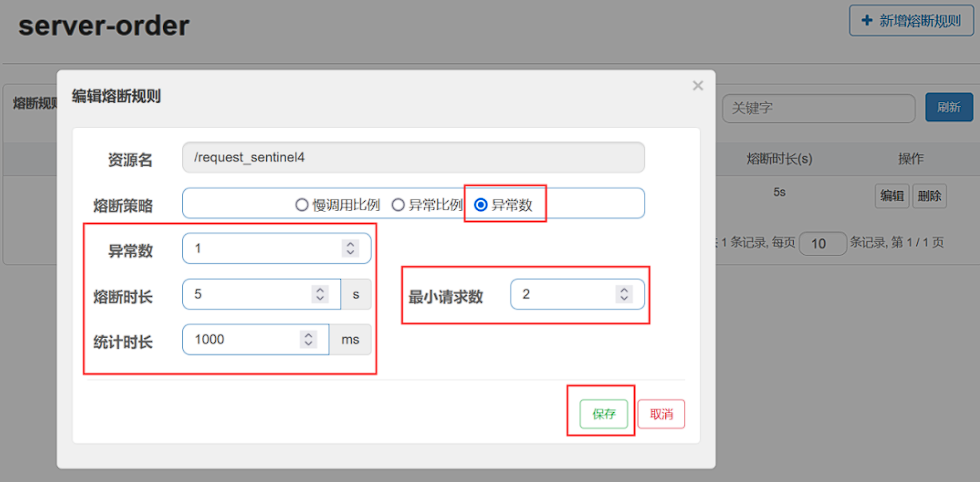 server-order
+ 新增熔断规则
熔断规则
关键字
刷新
编辑熔断规则
×
资源名 /request_sentinel4
熔断策略 慢调用比例 异常比例 异常数
异常数 1
熔断时长 5 s
最小请求数 2
统计时长 1000 ms
保存 取消
熔断时长(s) 操作
5s 编辑 删除
1 条记录, 每页 10 条记录, 第 1 / 1 页